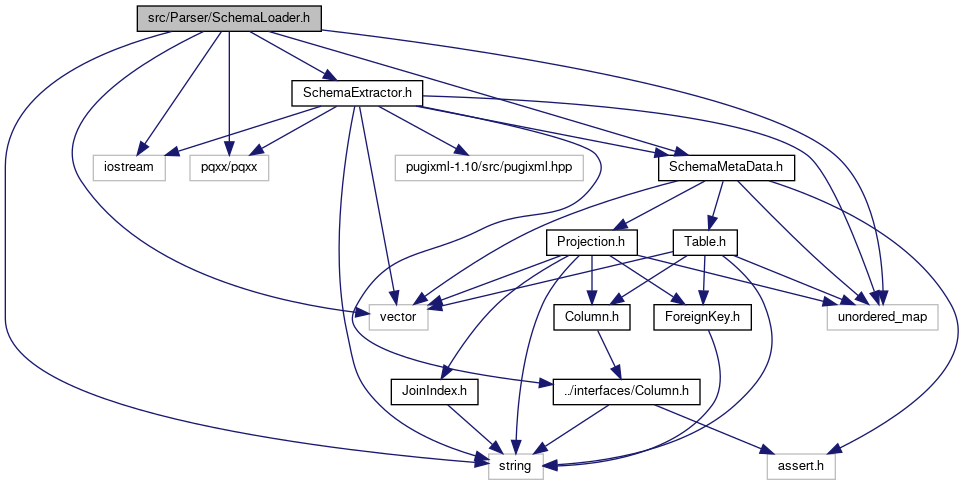 src/Parser/SchemaLoader.h
SchemaExtractor.h
iostream
pqxx/pqxx
pugixml-1.10/src/pugixml.hpp
SchemaMetaData.h
Projection.h
Table.h
vector
Column.h
ForeignKey.h
unordered_map
JoinIndex.h
../interfaces/Column.h
string
assert.h